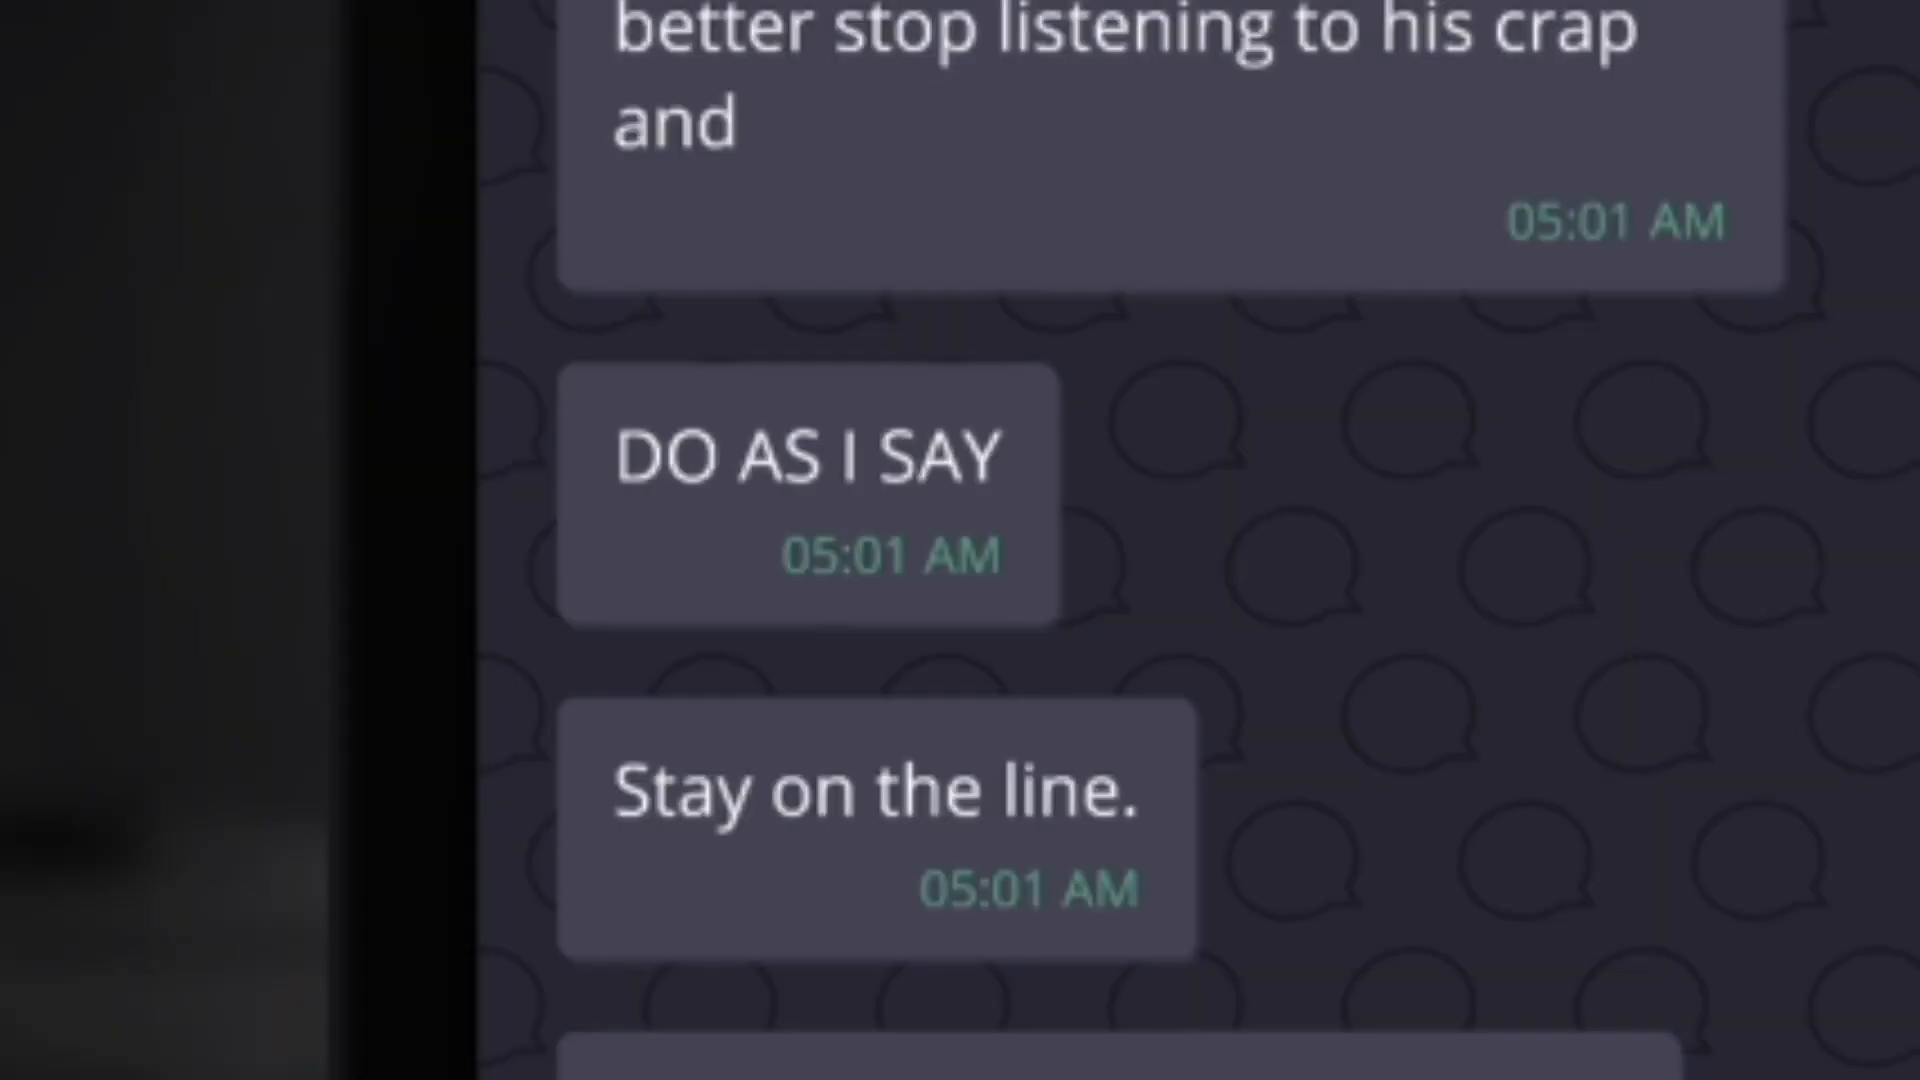 better stop listening to his crap
and
05:01 AM
DO AS I SAY
05:01 AM
Stay on the line.
05:01 AM